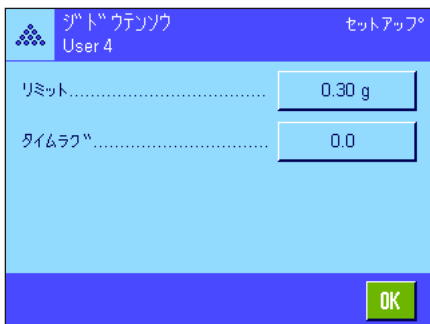 ジドウテンソウ セットアップ
User 4
リミット.................................. 0.30 g
タイムラグ............................... 0.0
OK